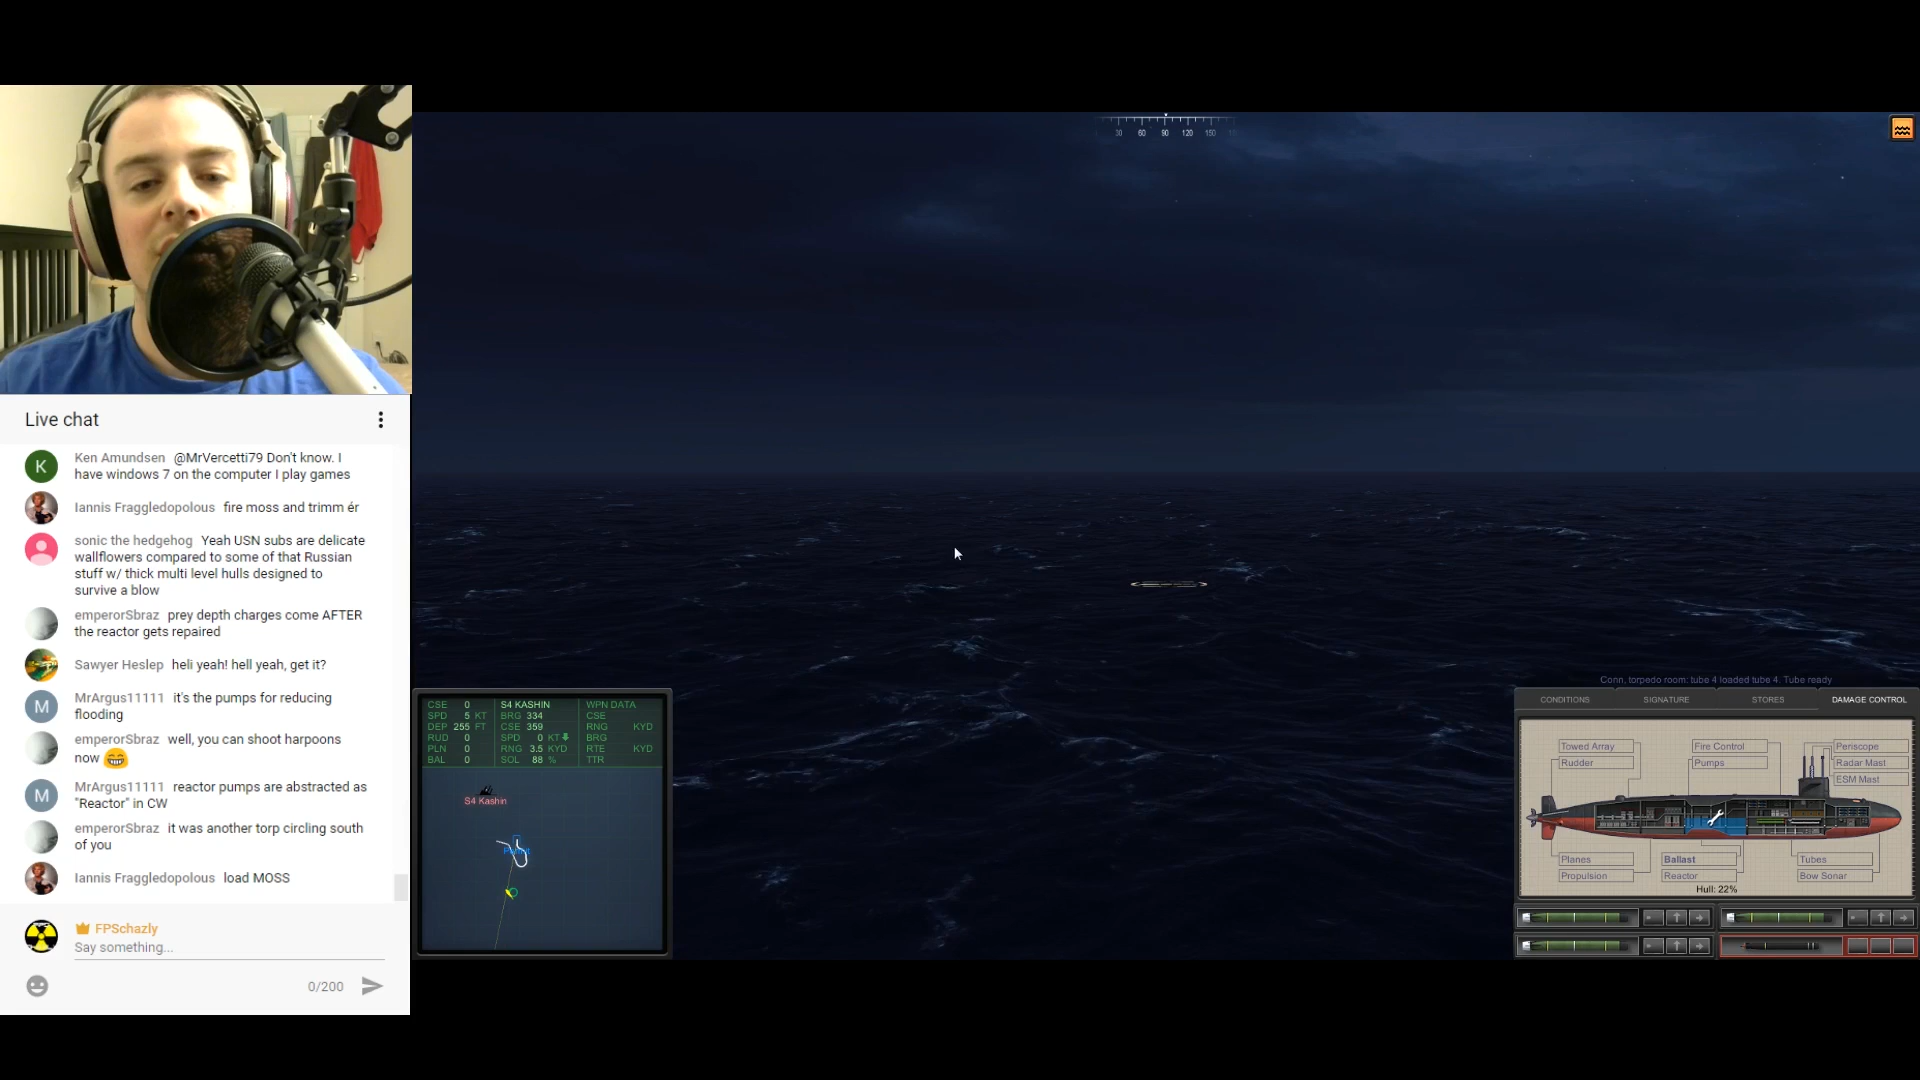 Live chat
Ken Amundsen @MrVercetti79 Don't know. I
have windows 7 on the computer I play games
Iannis Fraggledopolous fire moss and trimm ér
sonic the hedgehog Yeah USN subs are delicate
wallflowers compared to some of that Russian
stuff w/ thick multi level hulls designed to
survive a blow
emperorSbraz prey depth charges come AFTER
the reactor gets repaired
Sawyer Heslep heli yeah! hell yeah, get it?
MrArgus11111 it's the pumps for reducing
flooding
emperorSbraz well, you can shoot harpoons
now
MrArgus11111 reactor pumps are abstracted as
"Reactor" in CW
emperorSbraz it was another torp circling south
of you
Iannis Fraggledopolous load MOSS
FPSchazly
Say something...
0/200
K
M
M
30 60 90 120 150
CSE 0 S4 KASHIN WPN DATA
SPD 5 KT BRG 334 CSE
DEP 255 FT CSE 359 RNG KYD
RUD 0 SPD 0 KT BRG
PLN 0 RNG 3.5 KYD RTE KYD
BAL 0 SOL 88 % TTR
S4 Kashin
Conn, torpedo room: tube 4 loaded tube 4. Tube ready
CONDITIONS SIGNATURE STORES DAMAGE CONTROL
Towed Array Fire Control Periscope
Rudder Pumps Radar Mast
ESM Mast
Planes Ballast Tubes
Propulsion Reactor Bow Sonar
Hull: 22%